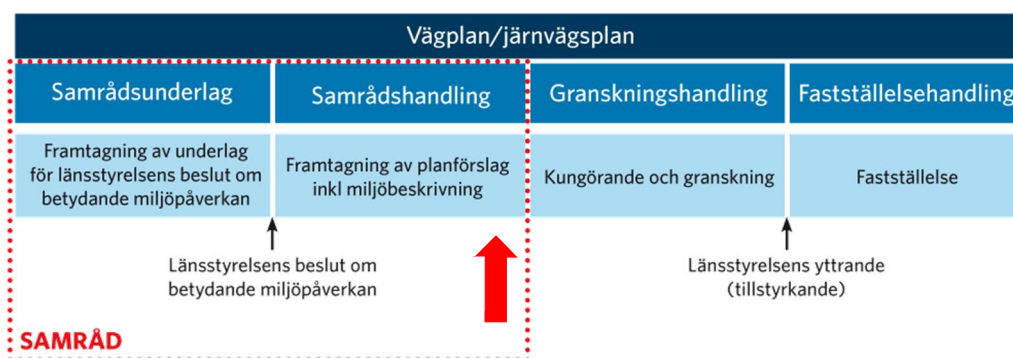 Vägplan/järnvägsplan
Samrådsunderlag
Samrådshandling
Granskningshandling
Fastställelsehandling
Framtagning av underlag
för länsstyrelsens beslut om
betydande miljöpåverkan
Framtagning av planförslag
inkl miljöbeskrivning
Kungörande och granskning
Fastställelse
Länsstyrelsens beslut om
betydande miljöpåverkan
Länsstyrelsens yttrande
(tillstyrkande)
SAMRÅD